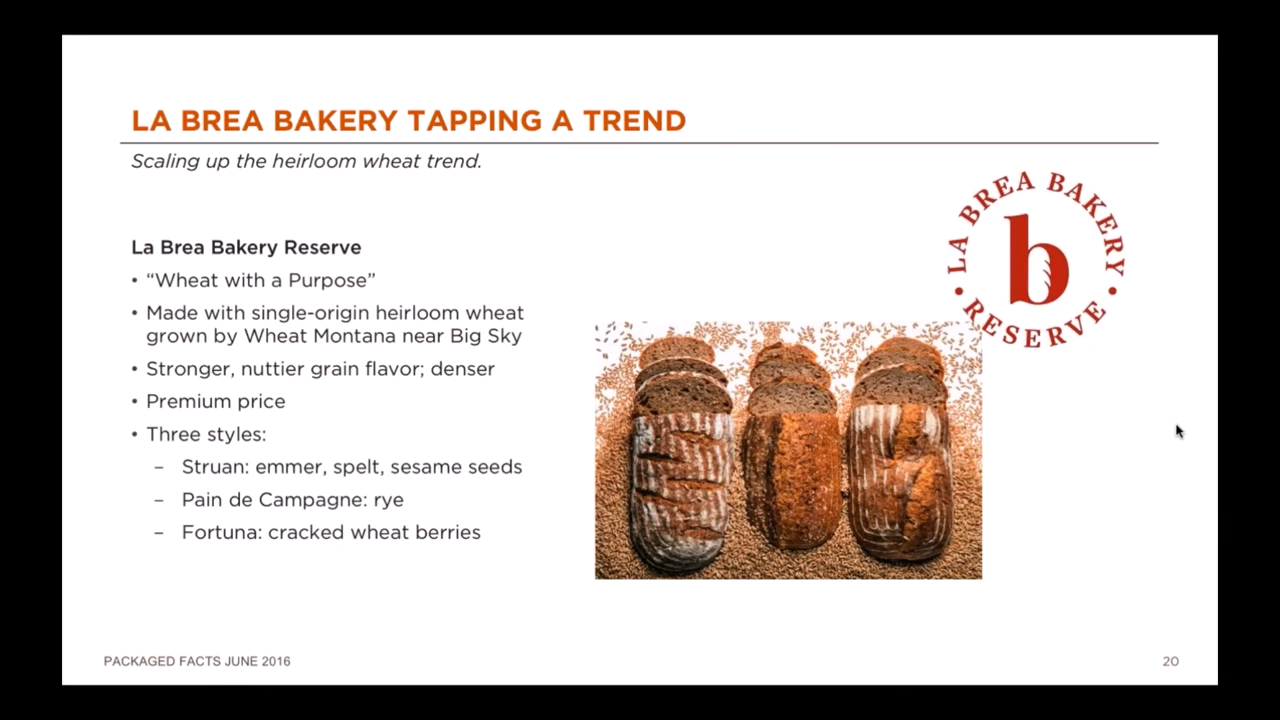 LA BREA BAKERY TAPPING A TREND
Scaling up the heirloom wheat trend.
La Brea Bakery Reserve
• “Wheat with a Purpose”
• Made with single-origin heirloom wheat
grown by Wheat Montana near Big Sky
• Stronger, nuttier grain flavor; denser
• Premium price
• Three styles:
– Struan: emmer, spelt, sesame seeds
– Pain de Campagne: rye
– Fortuna: cracked wheat berries
• LA BREA BAKERY •
b
RESERVE
PACKAGED FACTS JUNE 2016
20